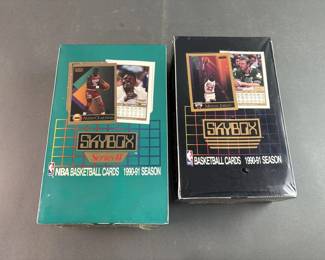 SKYBOX
Series II
NBA BASKETBALL CARDS 1990-91 SEASON
SKYBOX
BASKETBALL CARDS 1990-91 SEASON